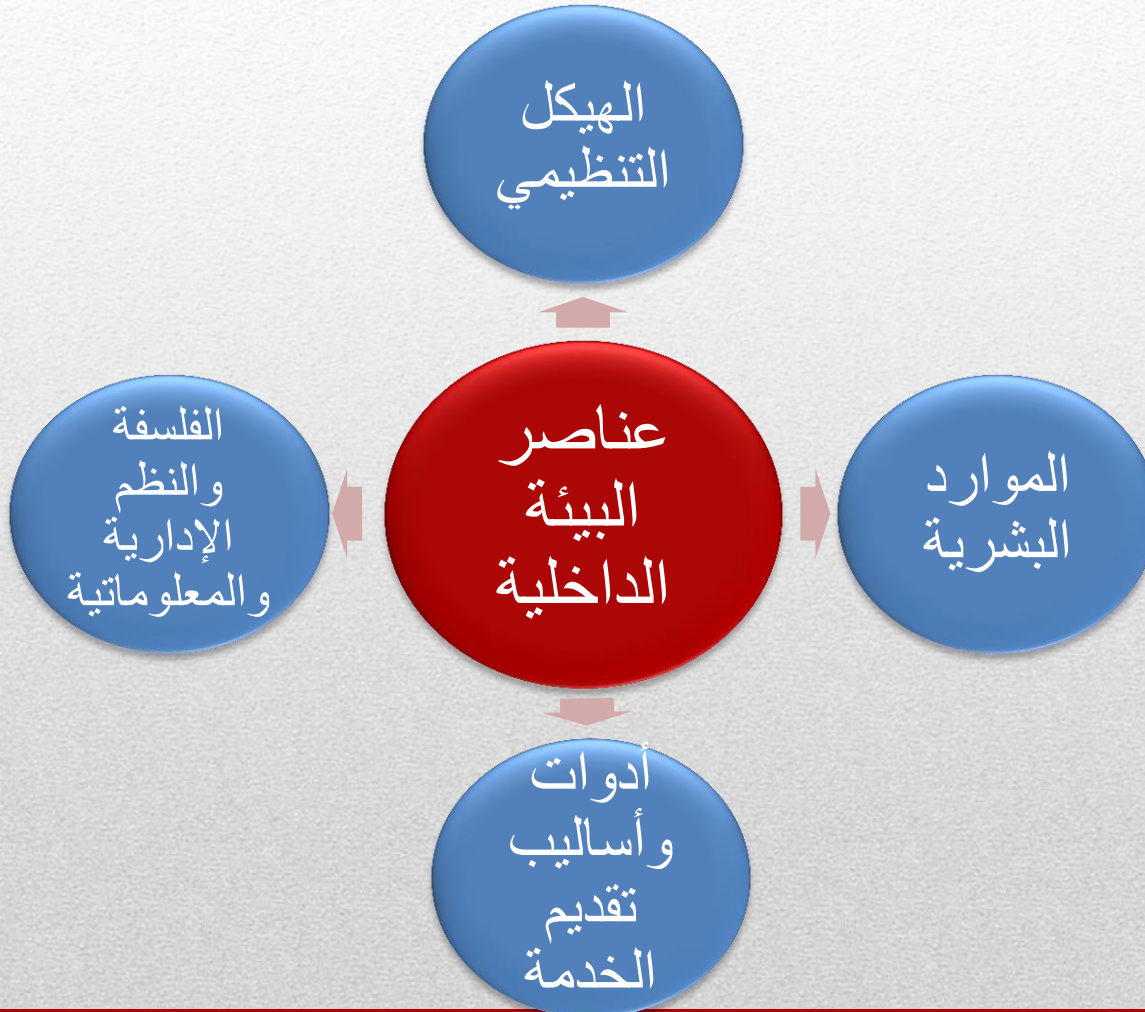 الهيكل
التنظيمي
عناصر
البيئة
الداخلية
الموارد
البشرية
الفلسفة
والنظم
الإدارية
والمعلوماتية
أدوات
وأساليب
تقديم
الخدمة